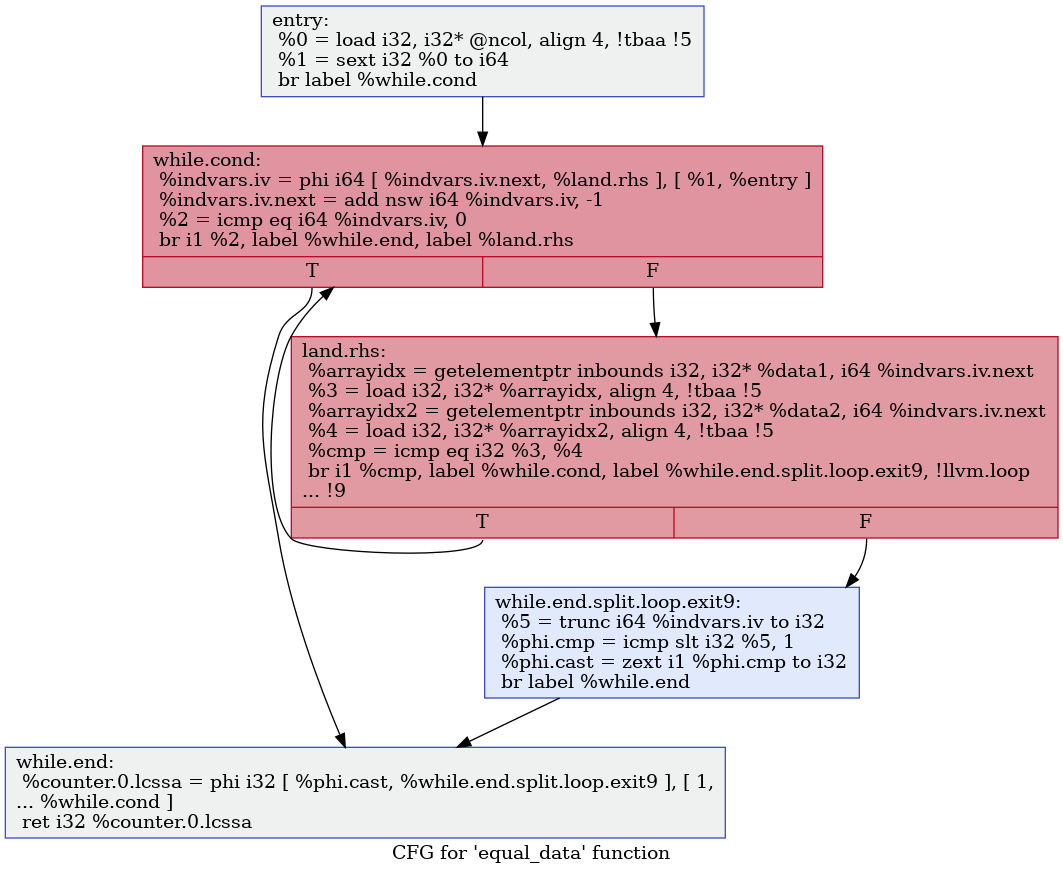 entry:
%0 = load i32, i32* @ncol, align 4, !tbaa !5
%1 = sext i32 %0 to i64
br label %while.cond
while.cond:
%indvars.iv = phi i64 [ %indvars.iv.next, %land.rhs ], [ %1, %entry ]
%indvars.iv.next = add nsw i64 %indvars.iv, -1
%2 = icmp eq i64 %indvars.iv, 0
br i1 %2, label %while.end, label %land.rhs
T
F
land.rhs:
%arrayidx = getelementptr inbounds i32, i32* %data1, i64 %indvars.iv.next
%3 = load i32, i32* %arrayidx, align 4, !tbaa !5
%arrayidx2 = getelementptr inbounds i32, i32* %data2, i64 %indvars.iv.next
%4 = load i32, i32* %arrayidx2, align 4, !tbaa !5
%cmp = icmp eq i32 %3, %4
br i1 %cmp, label %while.cond, label %while.end.split.loop.exit9, !llvm.loop
... !9
T
F
while.end.split.loop.exit9:
%5 = trunc i64 %indvars.iv to i32
%phi.cmp = icmp slt i32 %5, 1
%phi.cast = zext i1 %phi.cmp to i32
br label %while.end
while.end:
%counter.0.lcssa = phi i32 [ %phi.cast, %while.end.split.loop.exit9 ], [ 1,
... %while.cond ]
ret i32 %counter.0.lcssa
CFG for 'equal_data' function